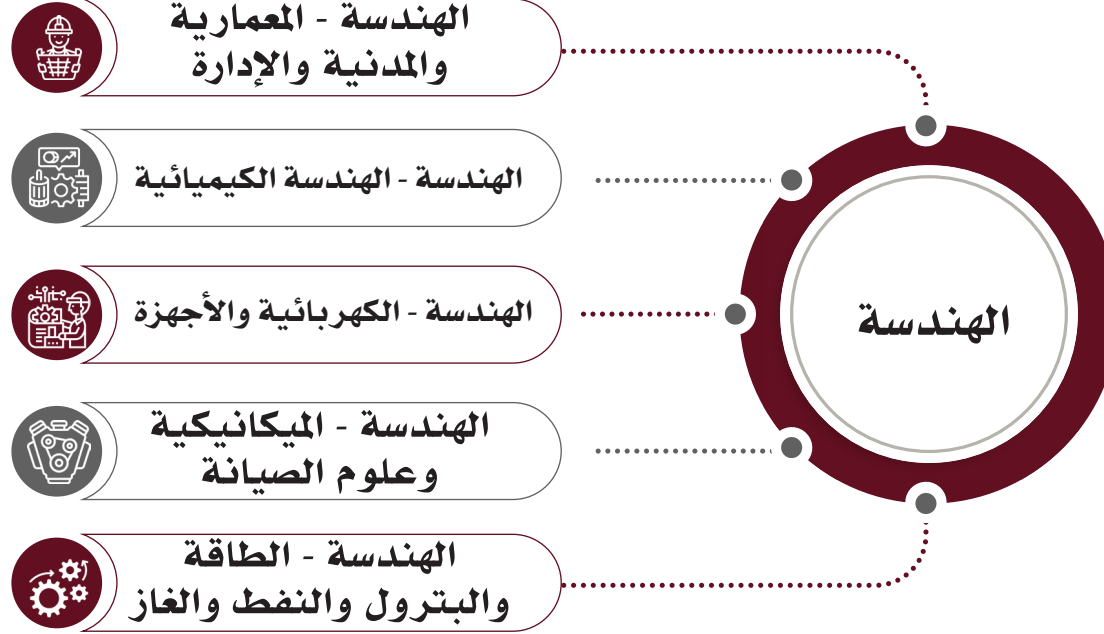 الهندسة - المعمارية
والمدنية والإدارة
الهندسة - الهندسة الكيميائية
الهندسة - الكهربائية والأجهزة
الهندسة - الميكانيكية
وعلوم الصيانة
الهندسة - الطاقة
والبترول والنفط والغاز
الهندسة